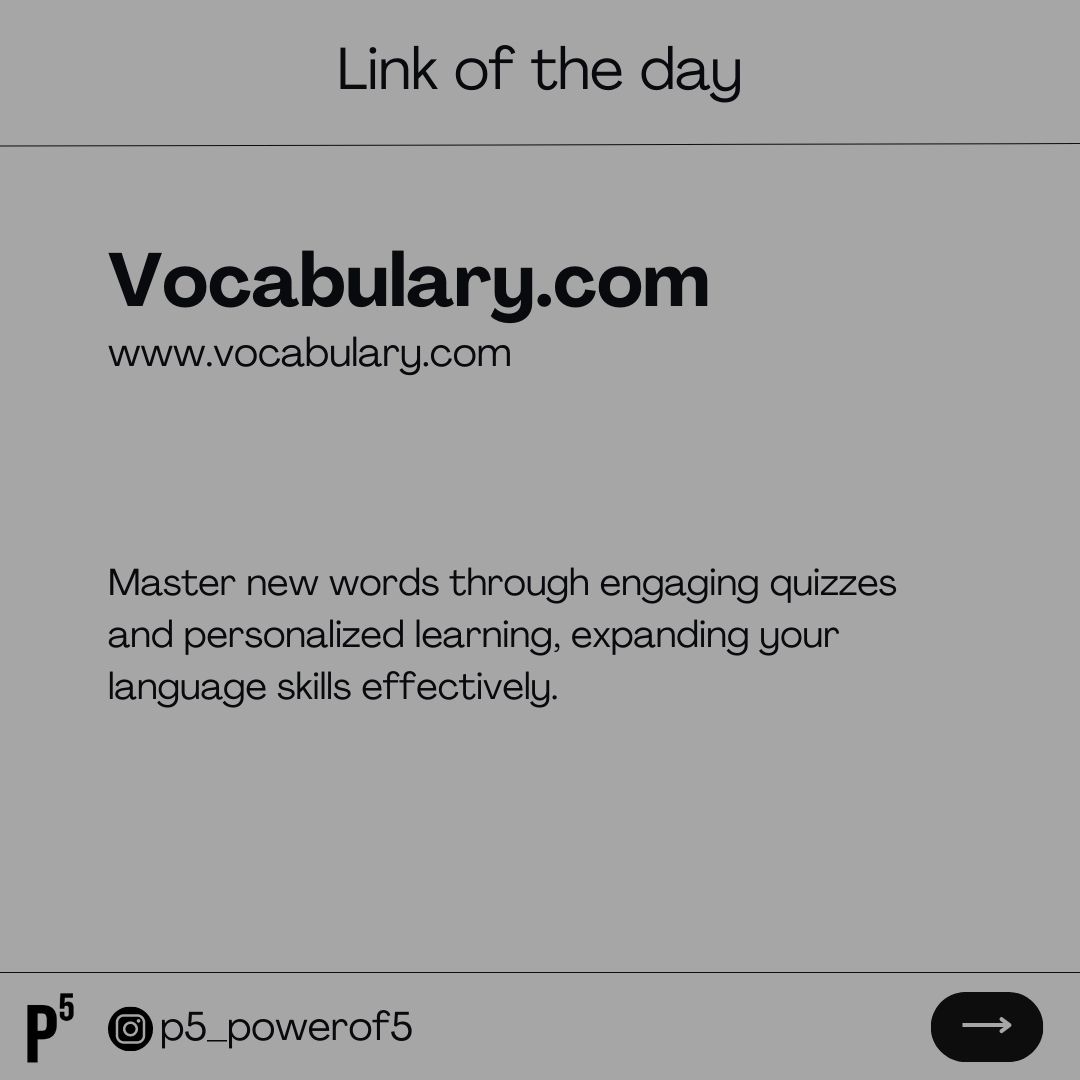 Link of the day
Vocabulary.com
www.vocabulary.com
Master new words through engaging quizzes
and personalized learning, expanding your
language skills effectively.
P5 p5_powerof5